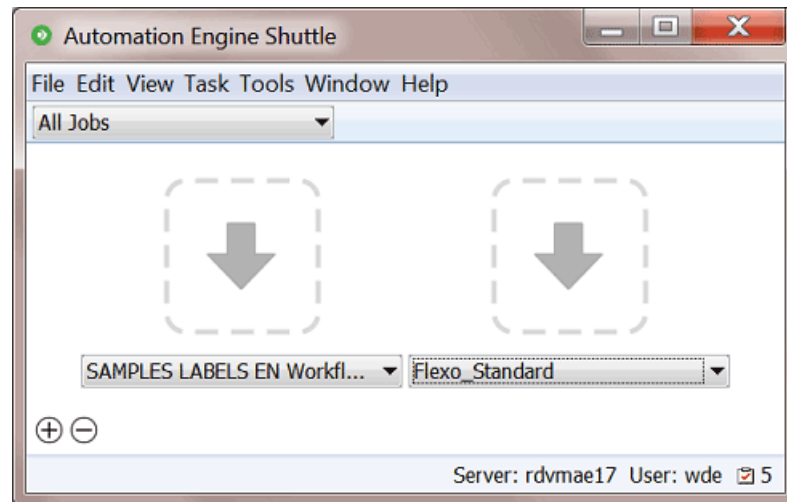 Automation Engine Shuttle
File Edit View Task Tools Window Help
All Jobs
SAMPLES LABELS EN Workfl... Flexo_Standard
Server: rdvmae17 User: wde 5